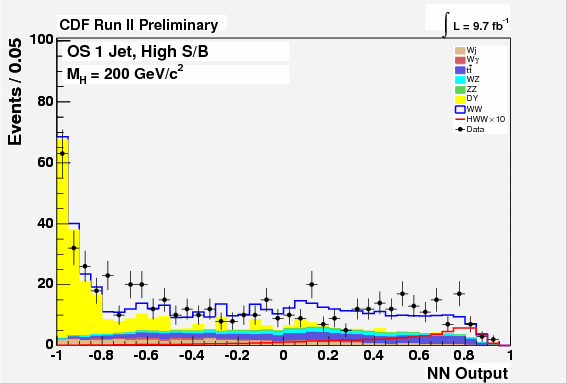 CDF Run II Preliminary
∫ L = 9.7 fb⁻¹
OS 1 Jet, High S/B
M_H = 200 GeV/c²
Events / 0.05
100
80
60
40
20
0
Wj
Wγ
tt̄
WZ
ZZ
DY
WW
HWW×10
Data
-1 -0.8 -0.6 -0.4 -0.2 0 0.2 0.4 0.6 0.8 1
NN Output